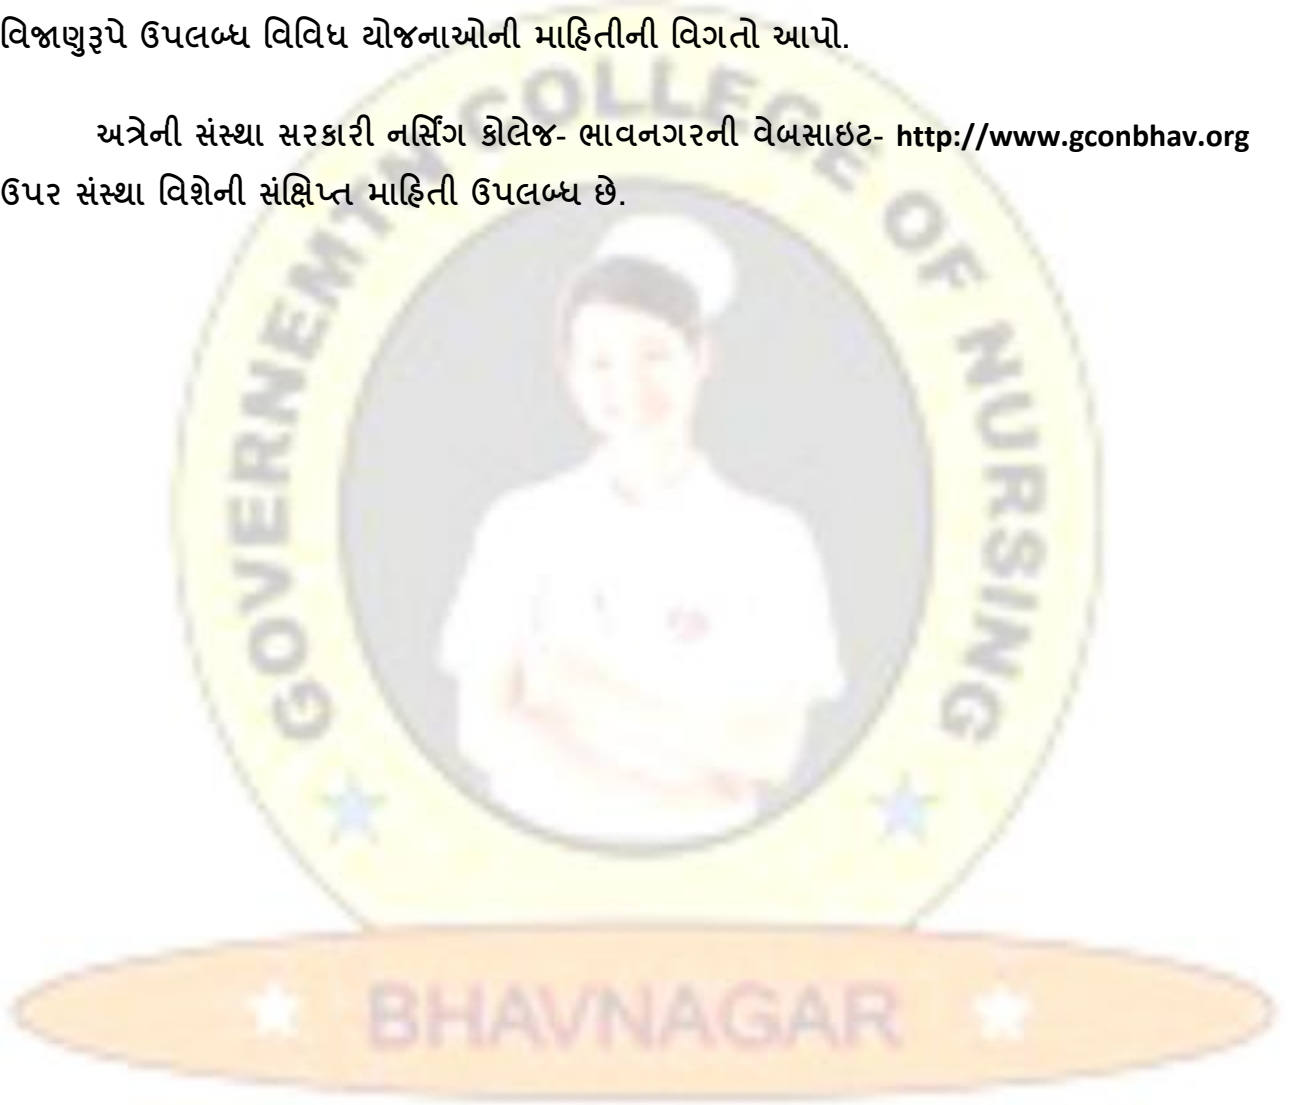 વિજાણુરૂપે ઉપલબ્ધ વિવિધ યોજનાઓની માહિતીની વિગતો આપો.
અત્રેની સંસ્થા સરકારી નર્સિંગ કોલેજ- ભાવનગરની વેબસાઇટ- http://www.gconbhav.org
ઉપર સંસ્થા વિશેની સંક્ષિપ્ત માહિતી ઉપલબ્ધ છે.
GOVERNEMTN COLLEGE OF NURSING
BHAVNAGAR